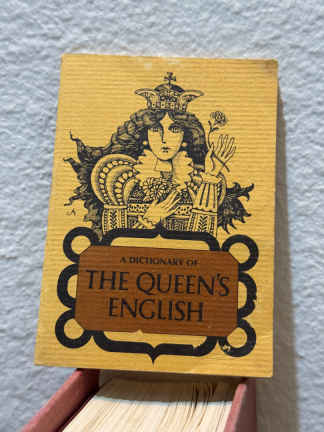 A DICTIONARY OF
THE QUEEN'S
ENGLISH